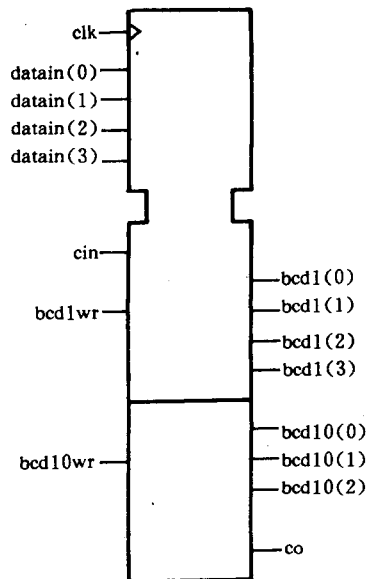 clk
datain(0)
datain(1)
datain(2)
datain(3)
cin
bcd1(0)
bcd1wr
bcd1(1)
bcd1(2)
bcd1(3)
bcd10(0)
bcd10wr
bcd10(1)
bcd10(2)
co